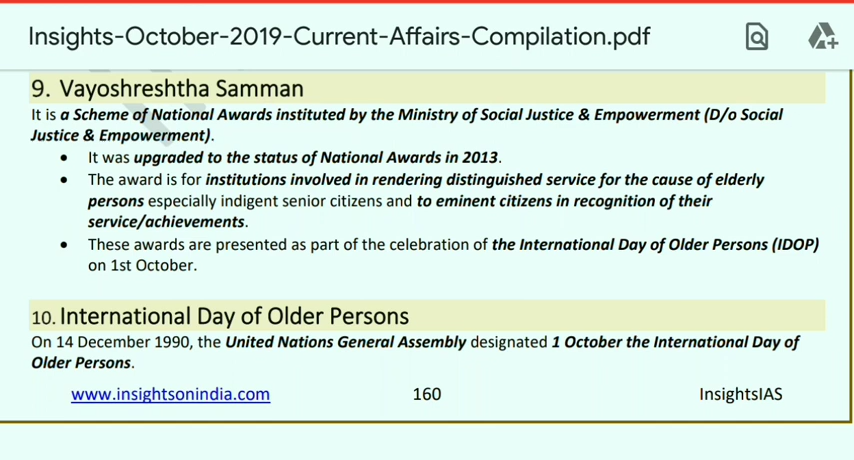 Insights-October-2019-Current-Affairs-Compilation.pdf
9. Vayoshreshtha Samman
It is a Scheme of National Awards instituted by the Ministry of Social Justice & Empowerment (D/o Social
Justice & Empowerment).
• It was upgraded to the status of National Awards in 2013.
• The award is for institutions involved in rendering distinguished service for the cause of elderly
persons especially indigent senior citizens and to eminent citizens in recognition of their
service/achievements.
• These awards are presented as part of the celebration of the International Day of Older Persons (IDOP)
on 1st October.
10. International Day of Older Persons
On 14 December 1990, the United Nations General Assembly designated 1 October the International Day of
Older Persons.
www.insightsonindia.com 160 InsightsIAS